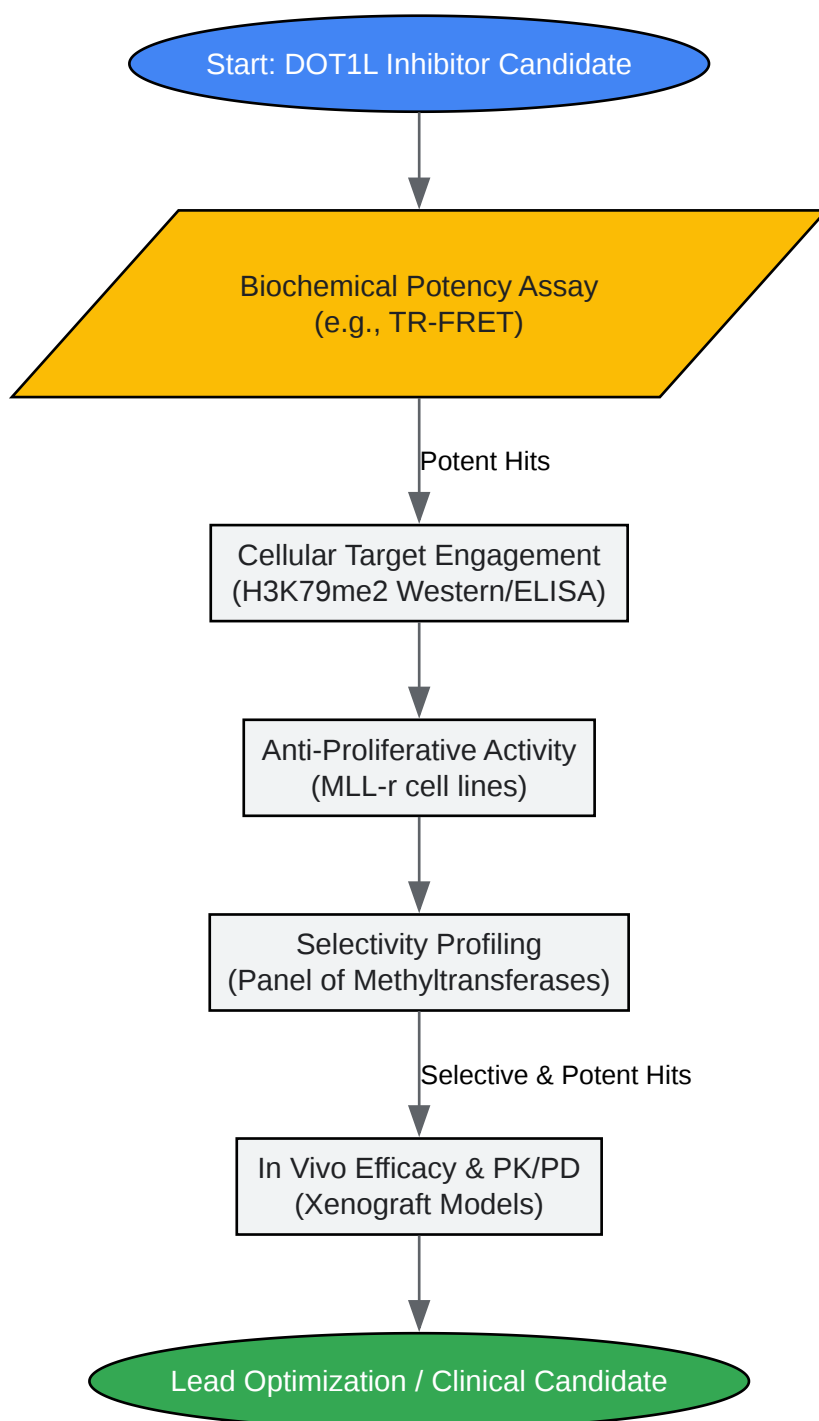 Start: DOT1L Inhibitor Candidate
Biochemical Potency Assay
(e.g., TR-FRET)
Potent Hits
Cellular Target Engagement
(H3K79me2 Western/ELISA)
Anti-Proliferative Activity
(MLL-r cell lines)
Selectivity Profiling
(Panel of Methyltransferases)
Selective & Potent Hits
In Vivo Efficacy & PK/PD
(Xenograft Models)
Lead Optimization / Clinical Candidate